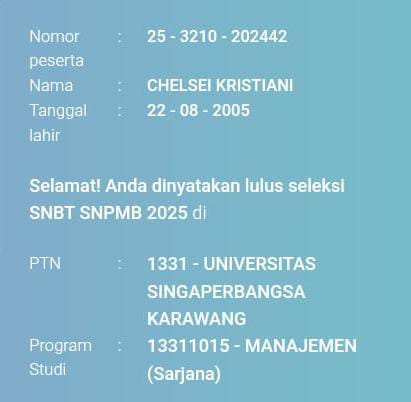 Nomor peserta : 25 - 3210 - 202442
Nama : CHELSEI KRISTIANI
Tanggal lahir : 22 - 08 - 2005
Selamat! Anda dinyatakan lulus seleksi
SNBT SNPMB 2025 di
PTN : 1331 - UNIVERSITAS
SINGAPERBANGSA
KARAWANG
Program Studi : 13311015 - MANAJEMEN
(Sarjana)